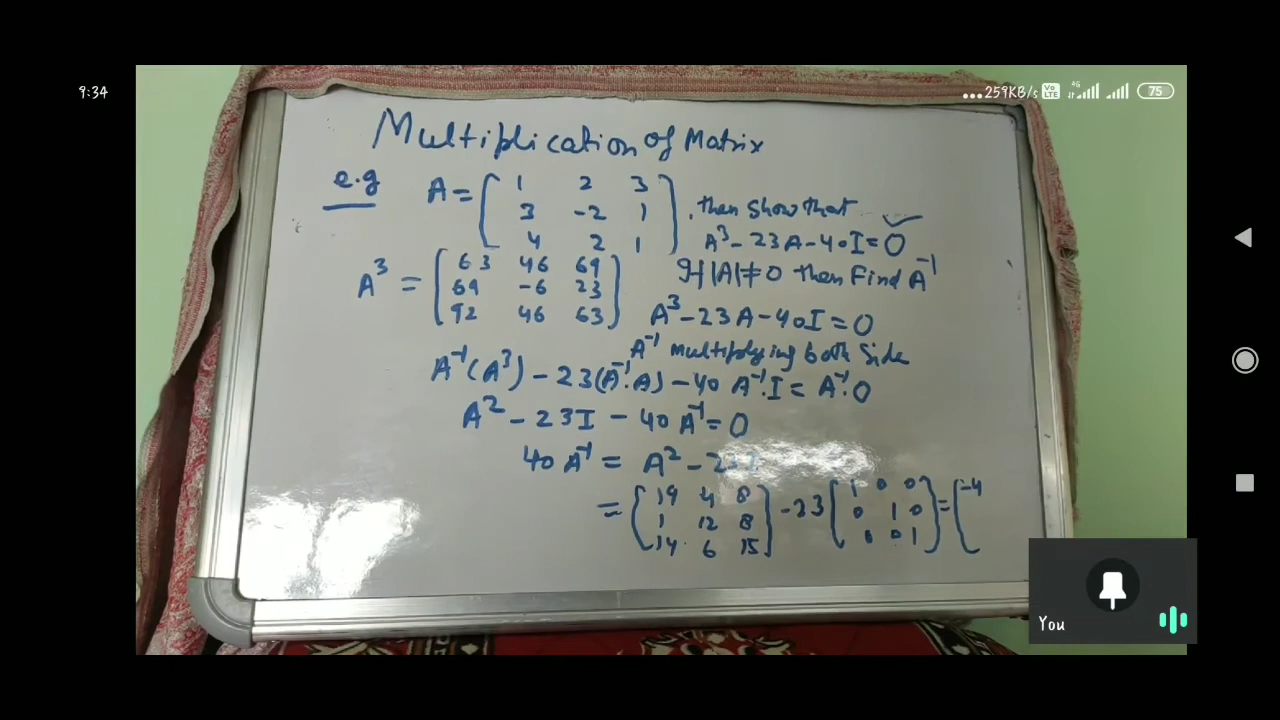 9:34
...259KB/s Vo LTE 4G 75
Multiplication of Matrix
e.g A = [ 1 2 3
3 -2 1
4 2 1 ] , then show that
A³ - 23A - 40I = 0
If |A| ≠ 0 then Find A⁻¹
A³ = [ 63 46 69
69 -6 23
92 46 63 ]
A³ - 23A - 40I = 0
A⁻¹ multiplying both side
A⁻¹(A³) - 23(A⁻¹.A) - 40 A⁻¹.I = A⁻¹.0
A² - 23I - 40 A⁻¹ = 0
40 A⁻¹ = A² - 23I
= [ 19 4 8
1 12 8
14 6 15 ] - 23 [ 1 0 0
0 1 0
0 0 1 ] = [ -4
You